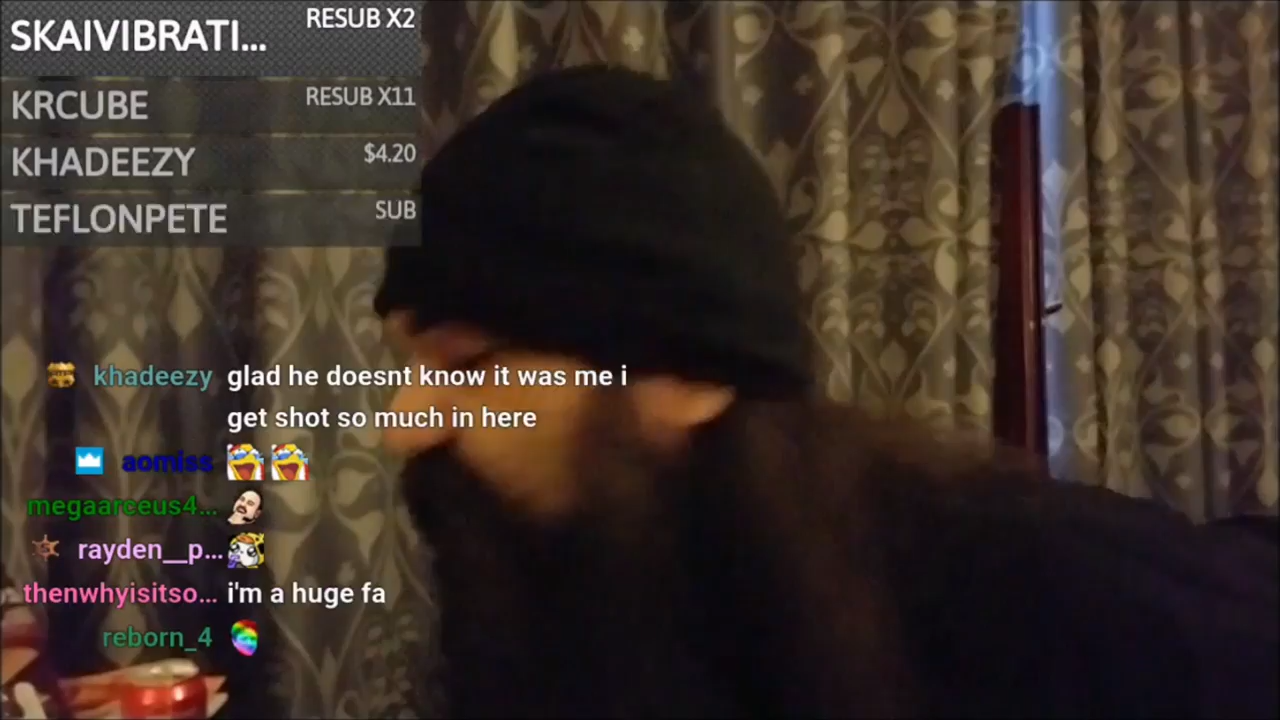 SKAIVIBRATI... RESUB X2
KRCUBE RESUB X11
KHADEEZY $4.20
TEFLONPETE SUB
khadeezy glad he doesnt know it was me i
get shot so much in here
aomiss
megaarceus4...
rayden__p...
thenwhyisitso... i'm a huge fa
reborn_4